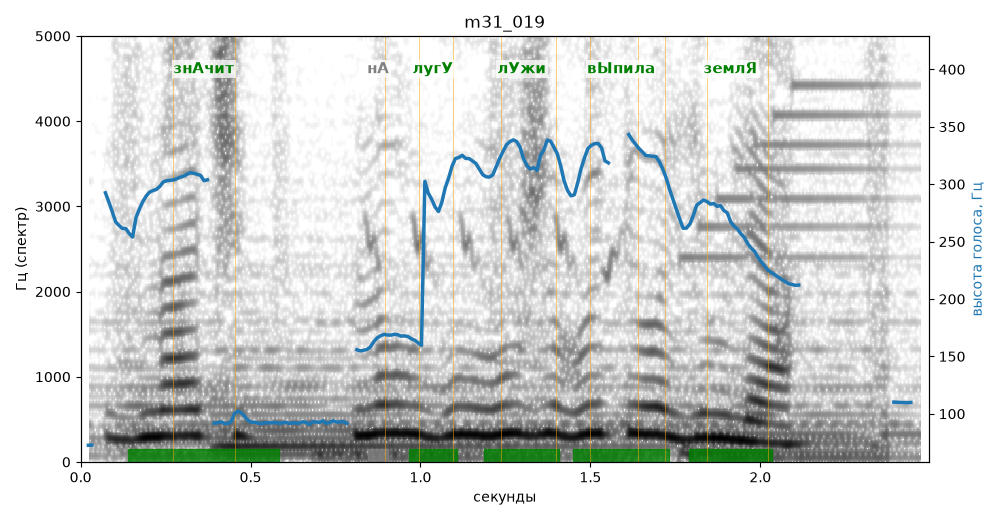 m31_019
Гц (спектр)
5000
4000
3000
2000
1000
0
знАчит нА лугУ лУжи вЫпила землЯ
400
350
300
250
200
150
100
высота голоса, Гц
0.0 0.5 1.0 1.5 2.0
секунды